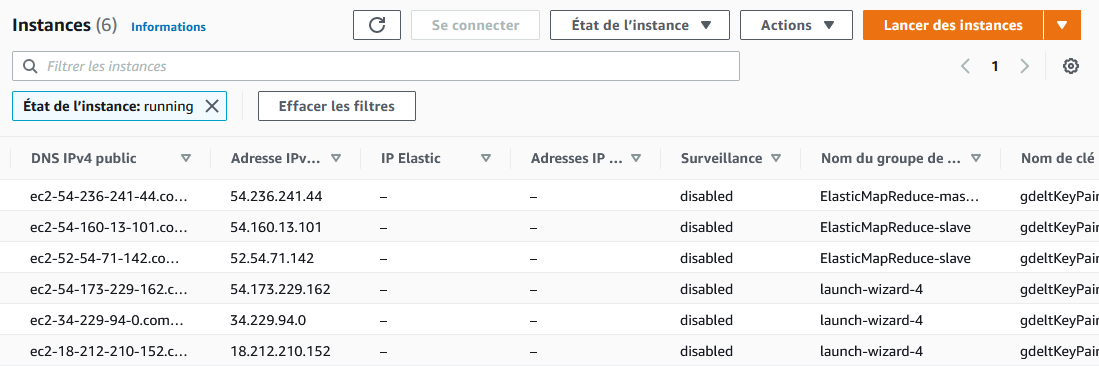 Instances (6) Informations Se connecter État de l'instance Actions Lancer des instances
Filtrer les instances 1
État de l'instance: running Effacer les filtres
DNS IPv4 public Adresse IPv... IP Elastic Adresses IP ... Surveillance Nom du groupe de ... Nom de clé
ec2-54-236-241-44.co... 54.236.241.44 – – disabled ElasticMapReduce-mas... gdeltKeyPair
ec2-54-160-13-101.co... 54.160.13.101 – – disabled ElasticMapReduce-slave gdeltKeyPair
ec2-52-54-71-142.co... 52.54.71.142 – – disabled ElasticMapReduce-slave gdeltKeyPair
ec2-54-173-229-162.c... 54.173.229.162 – – disabled launch-wizard-4 gdeltKeyPair
ec2-34-229-94-0.com... 34.229.94.0 – – disabled launch-wizard-4 gdeltKeyPair
ec2-18-212-210-152.c... 18.212.210.152 – – disabled launch-wizard-4 gdeltKeyPair